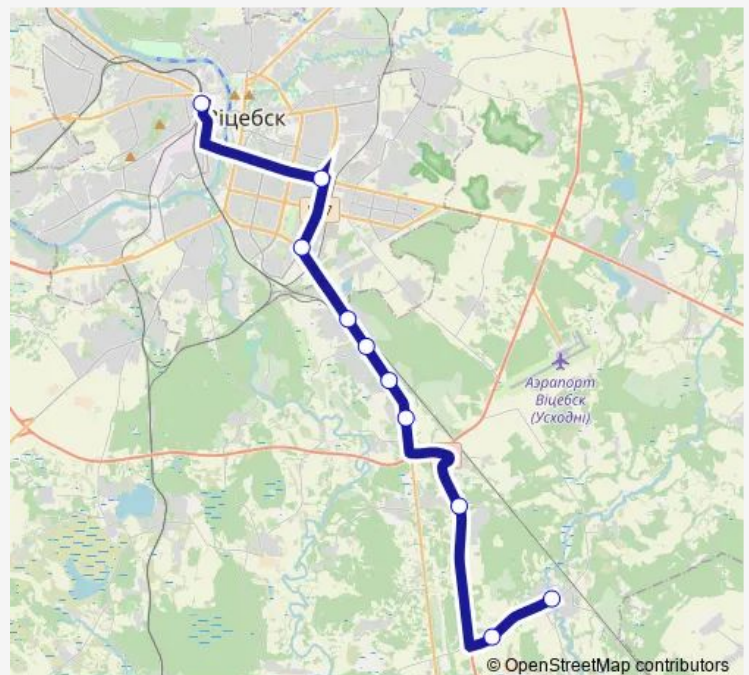 Віцебск
Аэрапорт
Віцебск
(Усходні)
© OpenStreetMap contributors